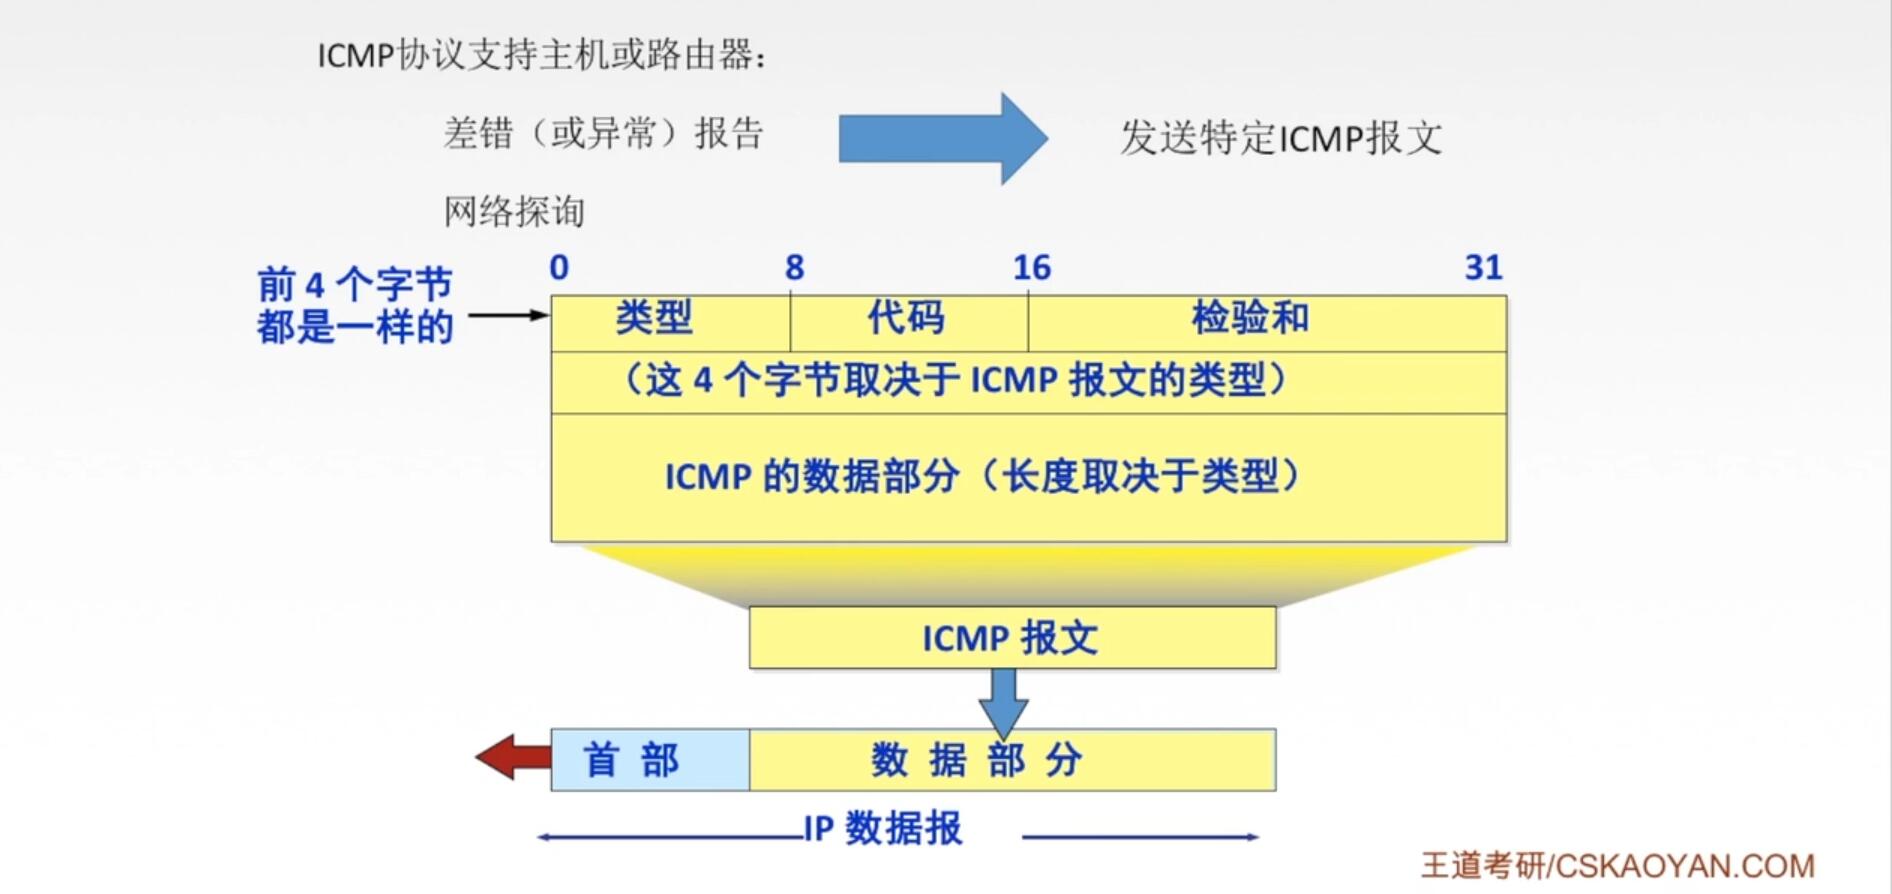 ICMP协议支持主机或路由器：
差错（或异常）报告
发送特定ICMP报文
网络探询
前 4 个字节
都是一样的
0 8 16 31
类型 代码 检验和
（这 4 个字节取决于 ICMP 报文的类型）
ICMP 的数据部分（长度取决于类型）
ICMP 报文
首 部 数 据 部 分
IP 数据报
王道考研/CSKAOYAN.COM